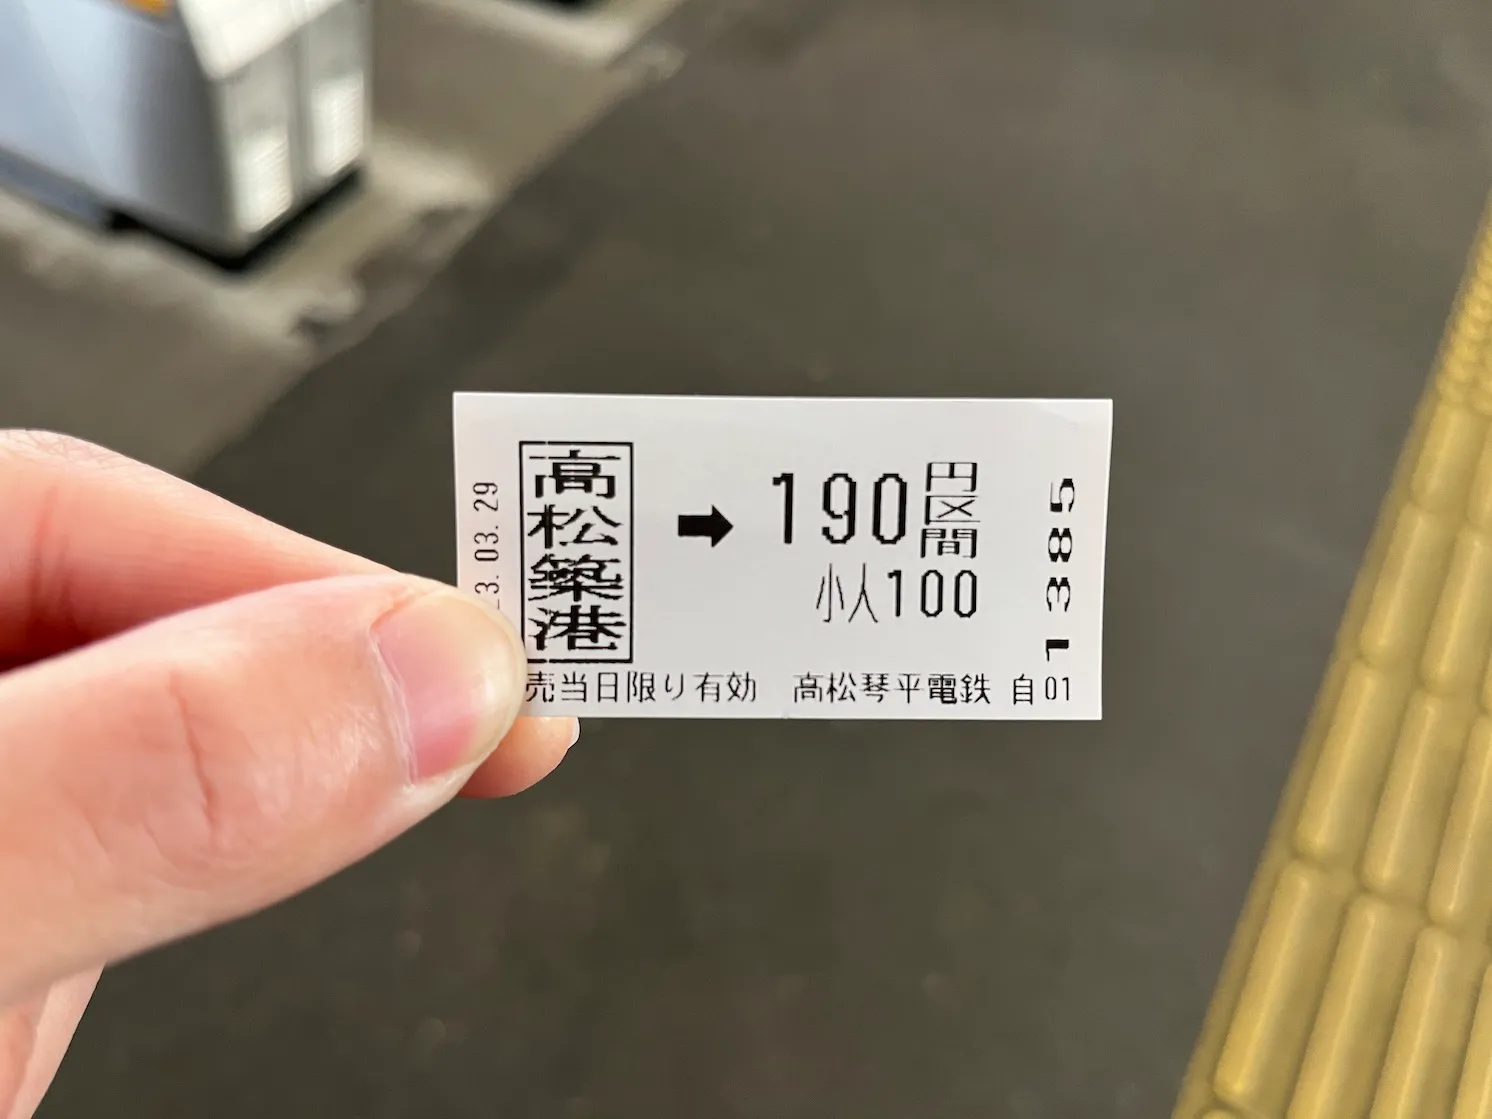 3.03.29
高松築港
➡ 190円区間
小人100
1385
売当日限り有効 高松琴平電鉄 自01